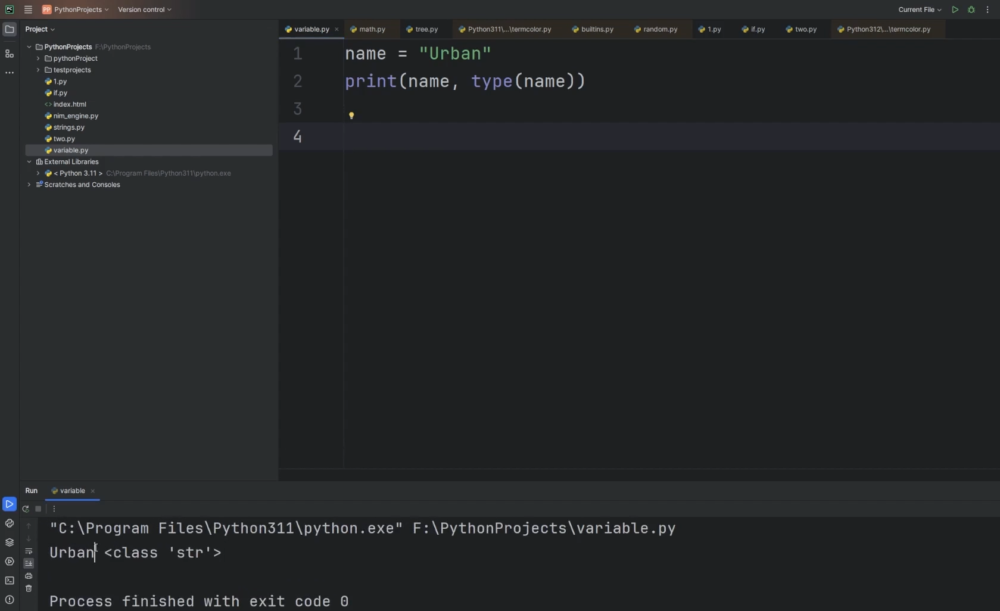 PC PP PythonProjects Version control Current File
Project
variable.py math.py tree.py Python311\...\termcolor.py builtins.py random.py 1.py if.py two.py Python312\...\termcolor.py
PythonProjects F:\PythonProjects
pythonProject
testprojects
1.py
if.py
<> index.html
nim_engine.py
strings.py
two.py
variable.py
External Libraries
< Python 3.11 > C:\Program Files\Python311\python.exe
Scratches and Consoles
1 name = "Urban"
2 print(name, type(name))
3
4
Run variable
"C:\Program Files\Python311\python.exe" F:\PythonProjects\variable.py
Urban <class 'str'>
Process finished with exit code 0